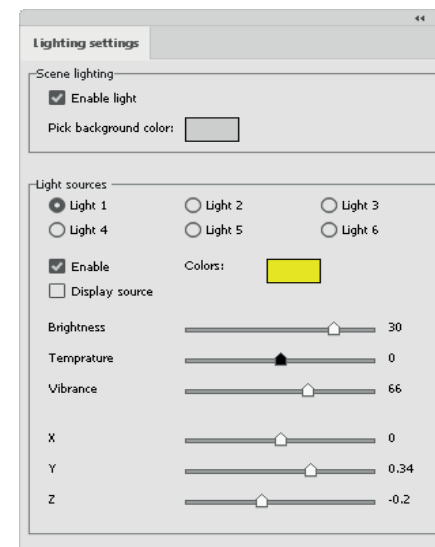 Lighting settings
Scene lighting
Enable light
Pick background color:
Light sources
Light 1 Light 2 Light 3
Light 4 Light 5 Light 6
Enable Colors:
Display source
Brightness 30
Temprature 0
Vibrance 66
X 0
Y 0.34
Z -0.2